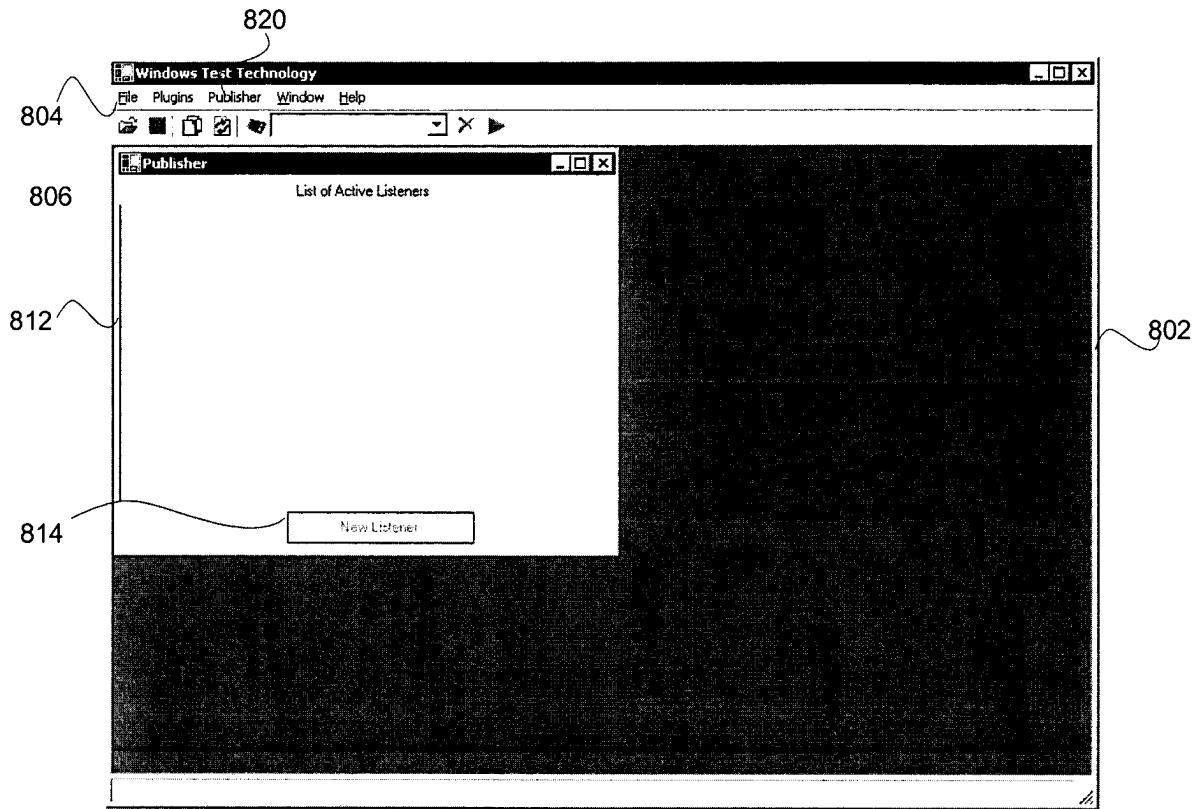 820
Windows Test Technology
File Plugins Publisher Window Help
804
Publisher
List of Active Listeners
806
812
802
814
New Listener